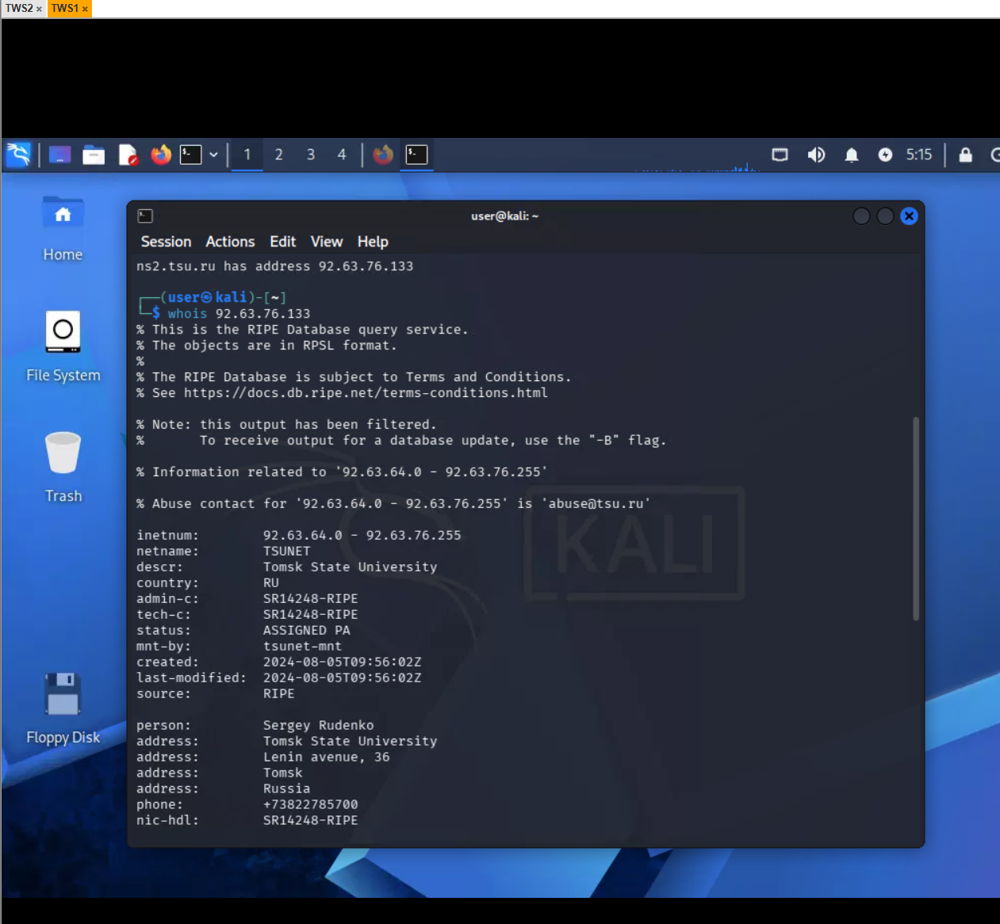 TWS2 × TWS1 ×
1 2 3 4 5:15
Home
File System
Trash
Floppy Disk
user@kali: ~
Session Actions Edit View Help
ns2.tsu.ru has address 92.63.76.133
┌──(user㉿kali)-[~]
└─$ whois 92.63.76.133
% This is the RIPE Database query service.
% The objects are in RPSL format.
%
% The RIPE Database is subject to Terms and Conditions.
% See https://docs.db.ripe.net/terms-conditions.html
% Note: this output has been filtered.
%       To receive output for a database update, use the "-B" flag.
% Information related to '92.63.64.0 - 92.63.76.255'
% Abuse contact for '92.63.64.0 - 92.63.76.255' is 'abuse@tsu.ru'
inetnum:        92.63.64.0 - 92.63.76.255
netname:        TSUNET
descr:          Tomsk State University
country:        RU
admin-c:        SR14248-RIPE
tech-c:         SR14248-RIPE
status:         ASSIGNED PA
mnt-by:         tsunet-mnt
created:        2024-08-05T09:56:02Z
last-modified:  2024-08-05T09:56:02Z
source:         RIPE
person:         Sergey Rudenko
address:        Tomsk State University
address:        Lenin avenue, 36
address:        Tomsk
address:        Russia
phone:          +73822785700
nic-hdl:        SR14248-RIPE
KALI